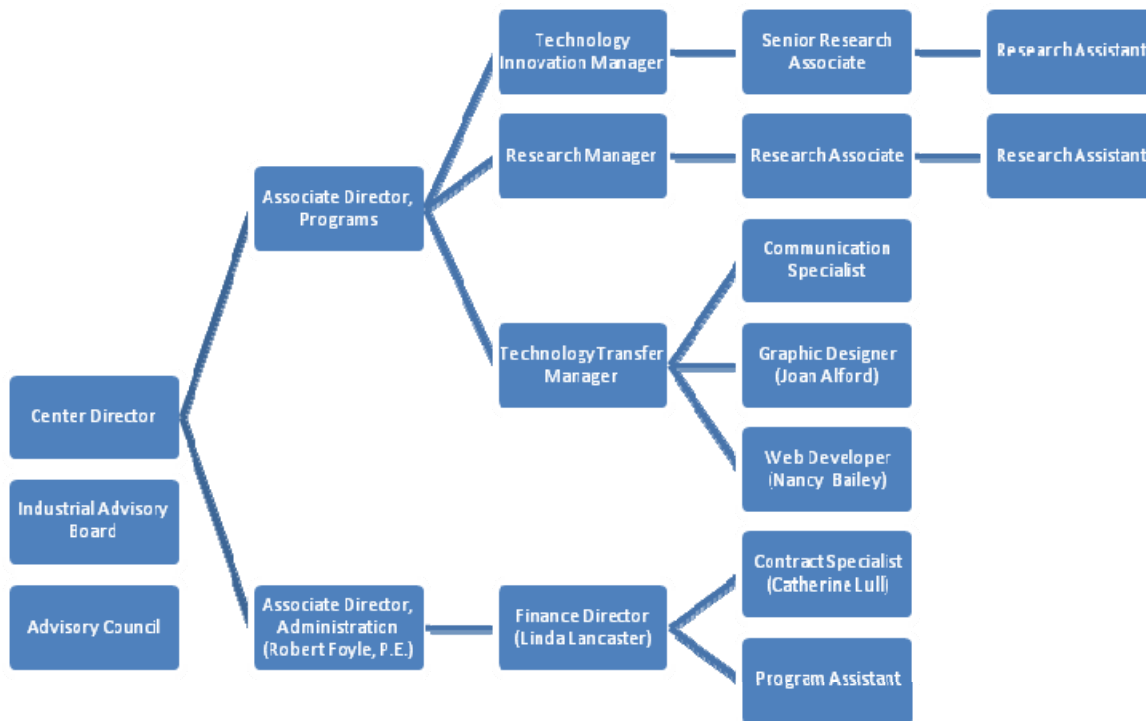 Technology
Innovation Manager
Senior Research
Associate
Research Assistant
Research Manager
Research Associate
Research Assistant
Associate Director,
Programs
Communication
Specialist
Technology Transfer
Manager
Graphic Designer
(Joan Alford)
Center Director
Web Developer
(Nancy Bailey)
Industrial Advisory
Board
Contract Specialist
(Catherine Lull)
Advisory Council
Associate Director,
Administration
(Robert Foyle, P.E.)
Finance Director
(Linda Lancaster)
Program Assistant